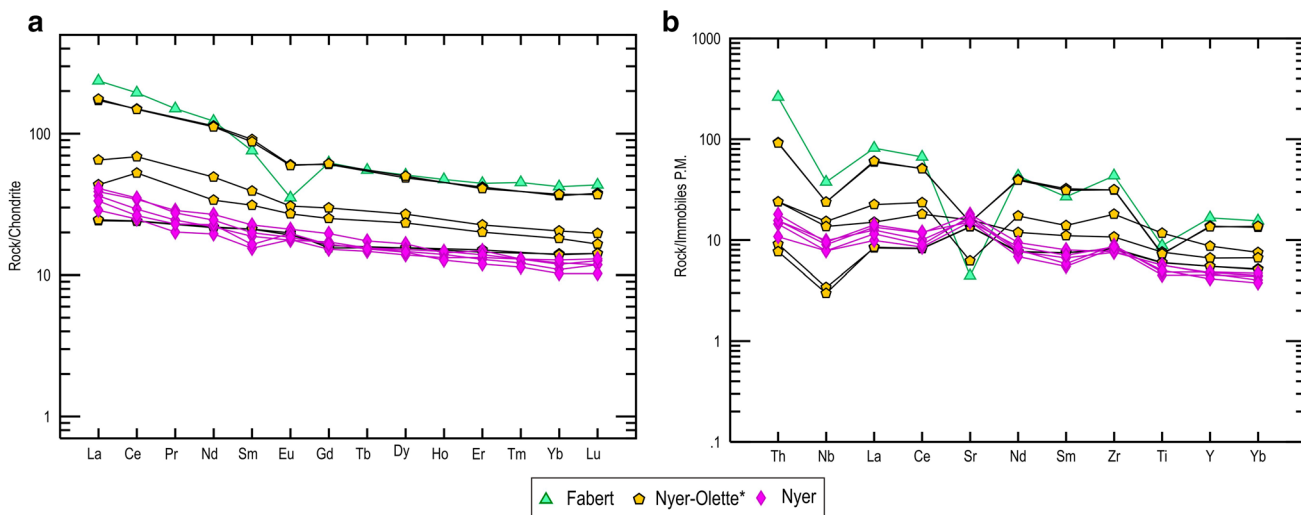 a
100
10
1
Rock/Chondrite
La Ce Pr Nd Sm Eu Gd Tb Dy Ho Er Tm Yb Lu
b
1000
100
10
1
.1
Rock/Immobiles P.M.
Th Nb La Ce Sr Nd Sm Zr Ti Y Yb
Fabert Nyer-Olette* Nyer